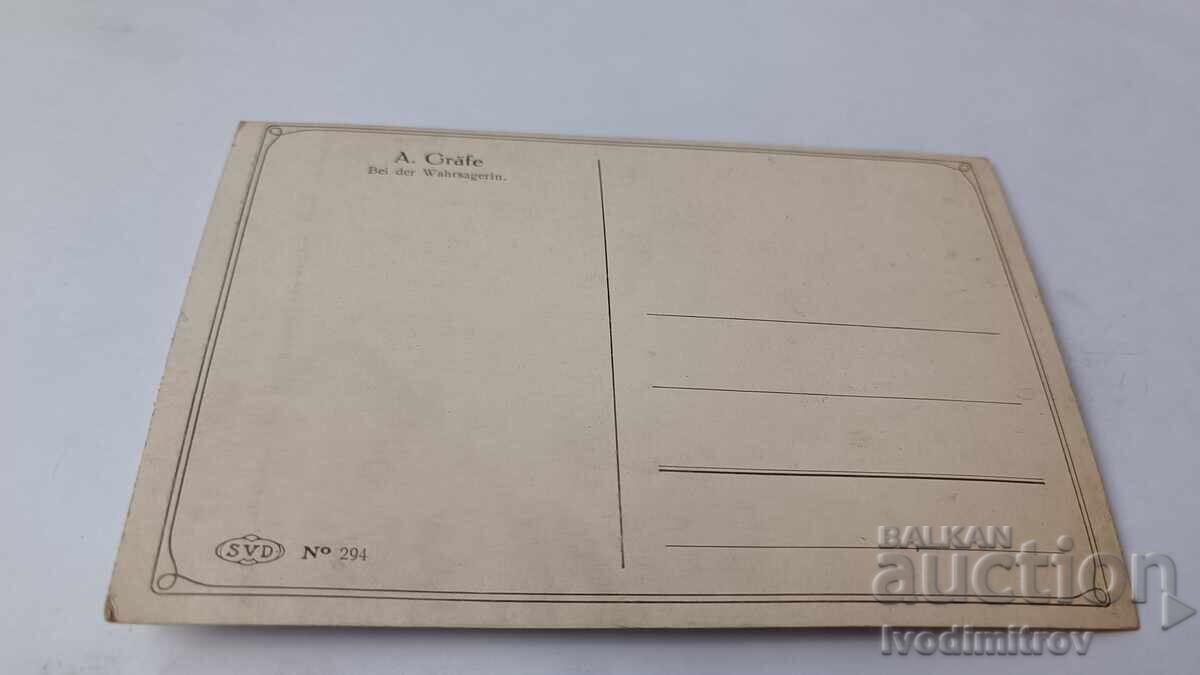 A. Gräfe
Bei der Wahrsagerin.
SVD No 294
BALKAN
auction
Ivodimitrov